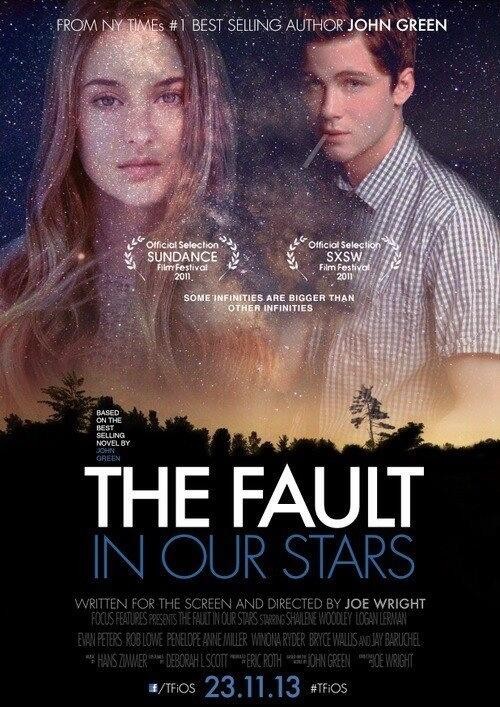 FROM NY TIMES #1 BEST SELLING AUTHOR JOHN GREEN
Official Selection
SUNDANCE
Film Festival
2011
Official Selection
SXSW
Film Festival
2011
SOME INFINITIES ARE BIGGER THAN
OTHER INFINITIES
BASED
ON THE
BEST
SELLING
NOVEL BY
JOHN
GREEN
THE FAULT
IN OUR STARS
WRITTEN FOR THE SCREEN AND DIRECTED BY JOE WRIGHT
FOCUS FEATURES PRESENTS THE FAULT IN OUR STARS STARRING SHAILENE WOODLEY LOGAN LERMAN
EVAN PETERS ROB LOWE PENELOPE ANNE MILLER WINONA RYDER BRYCE WALLIS AND JAY BARUCHEL
HANS ZIMMER DEBORAH L SCOTT ERIC ROTH JOHN GREEN JOE WRIGHT
f/TFiOS 23.11.13 #TFiOS